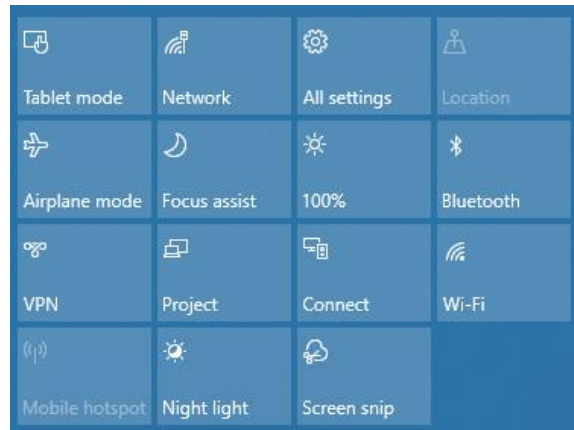 Tablet mode
Network
All settings
Location
Airplane mode
Focus assist
100%
Bluetooth
VPN
Project
Connect
Wi-Fi
Mobile hotspot
Night light
Screen snip